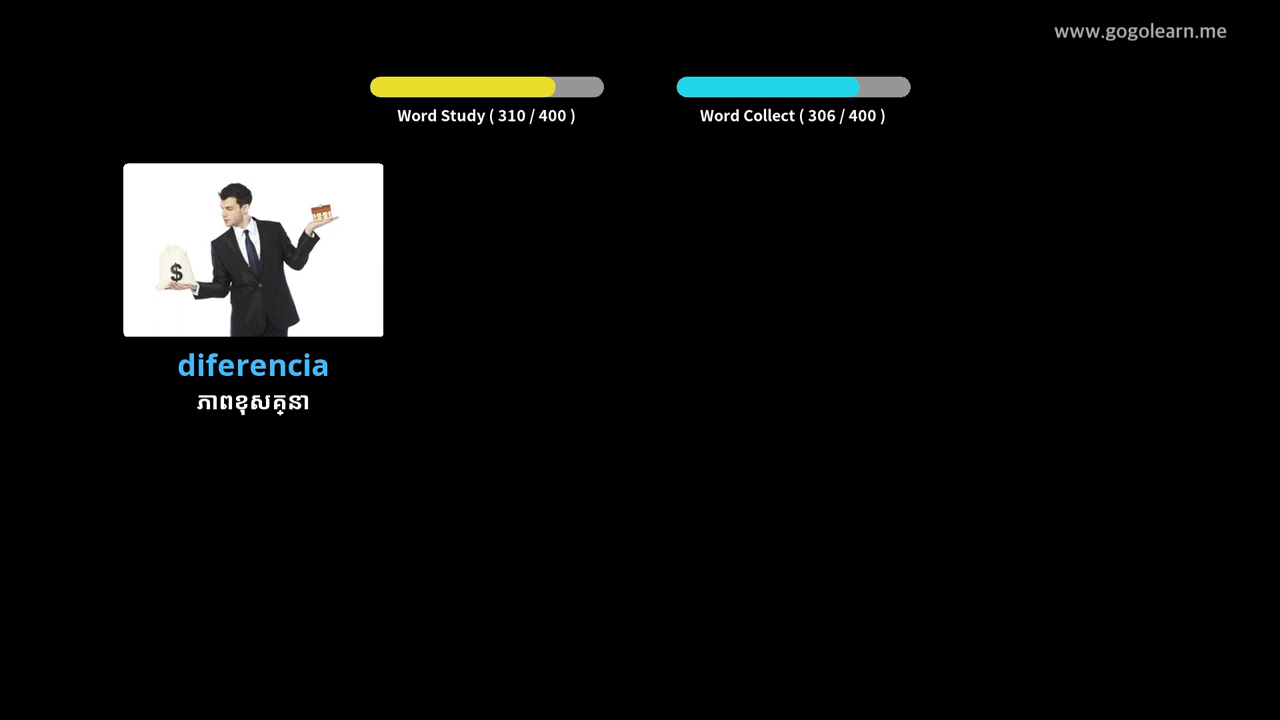 www.gogolearn.me
Word Study ( 310 / 400 )
Word Collect ( 306 / 400 )
$
diferencia
ភាពខុសគ្នា